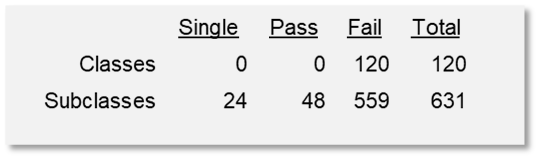 Single Pass Fail Total
Classes 0 0 120 120
Subclasses 24 48 559 631